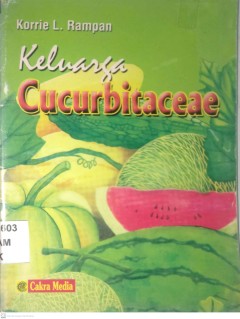 Korrie L. Rampan
Keluarga
Cucurbitaceae
603
AM
K
Cakra Media